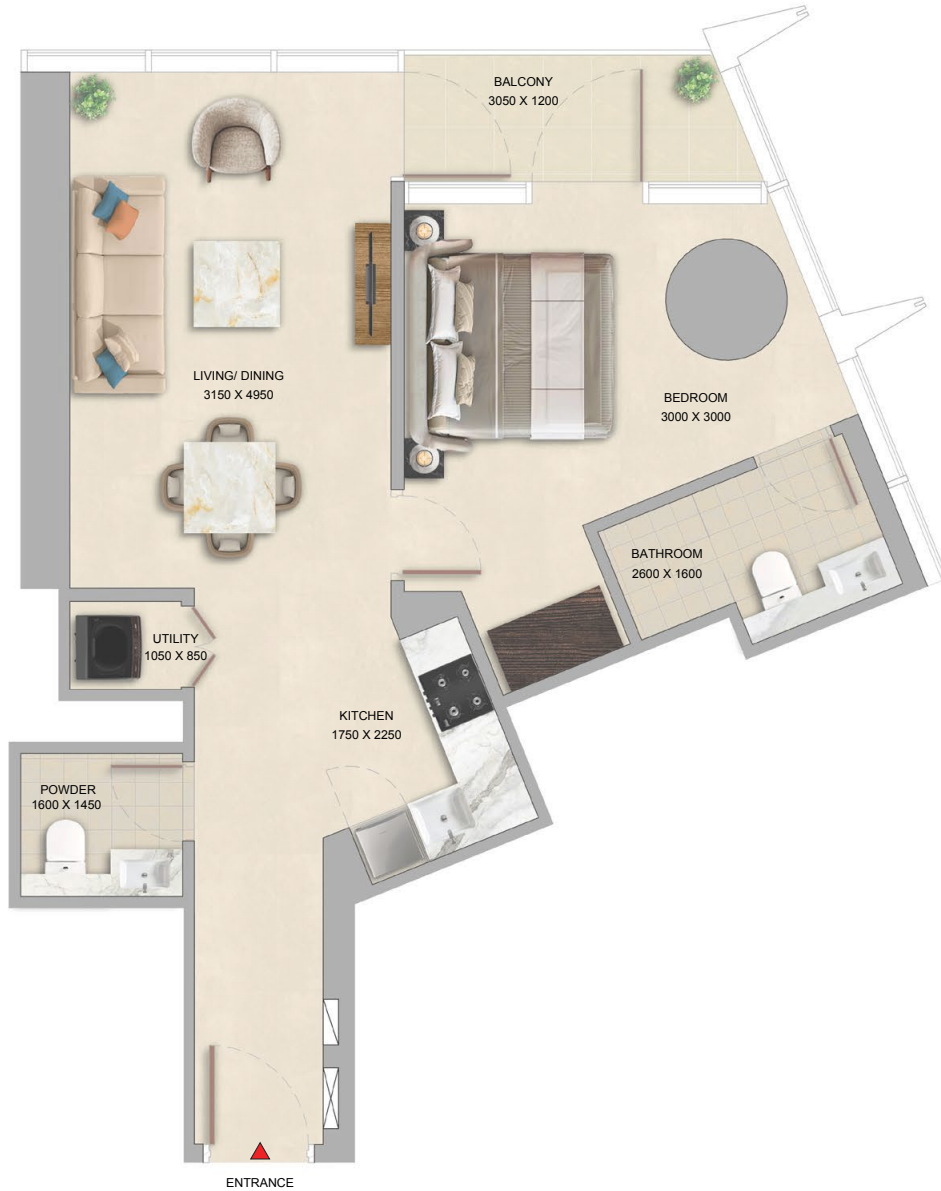 BALCONY
3050 X 1200
LIVING/ DINING
3150 X 4950
BEDROOM
3000 X 3000
BATHROOM
2600 X 1600
UTILITY
1050 X 850
KITCHEN
1750 X 2250
POWDER
1600 X 1450
ENTRANCE